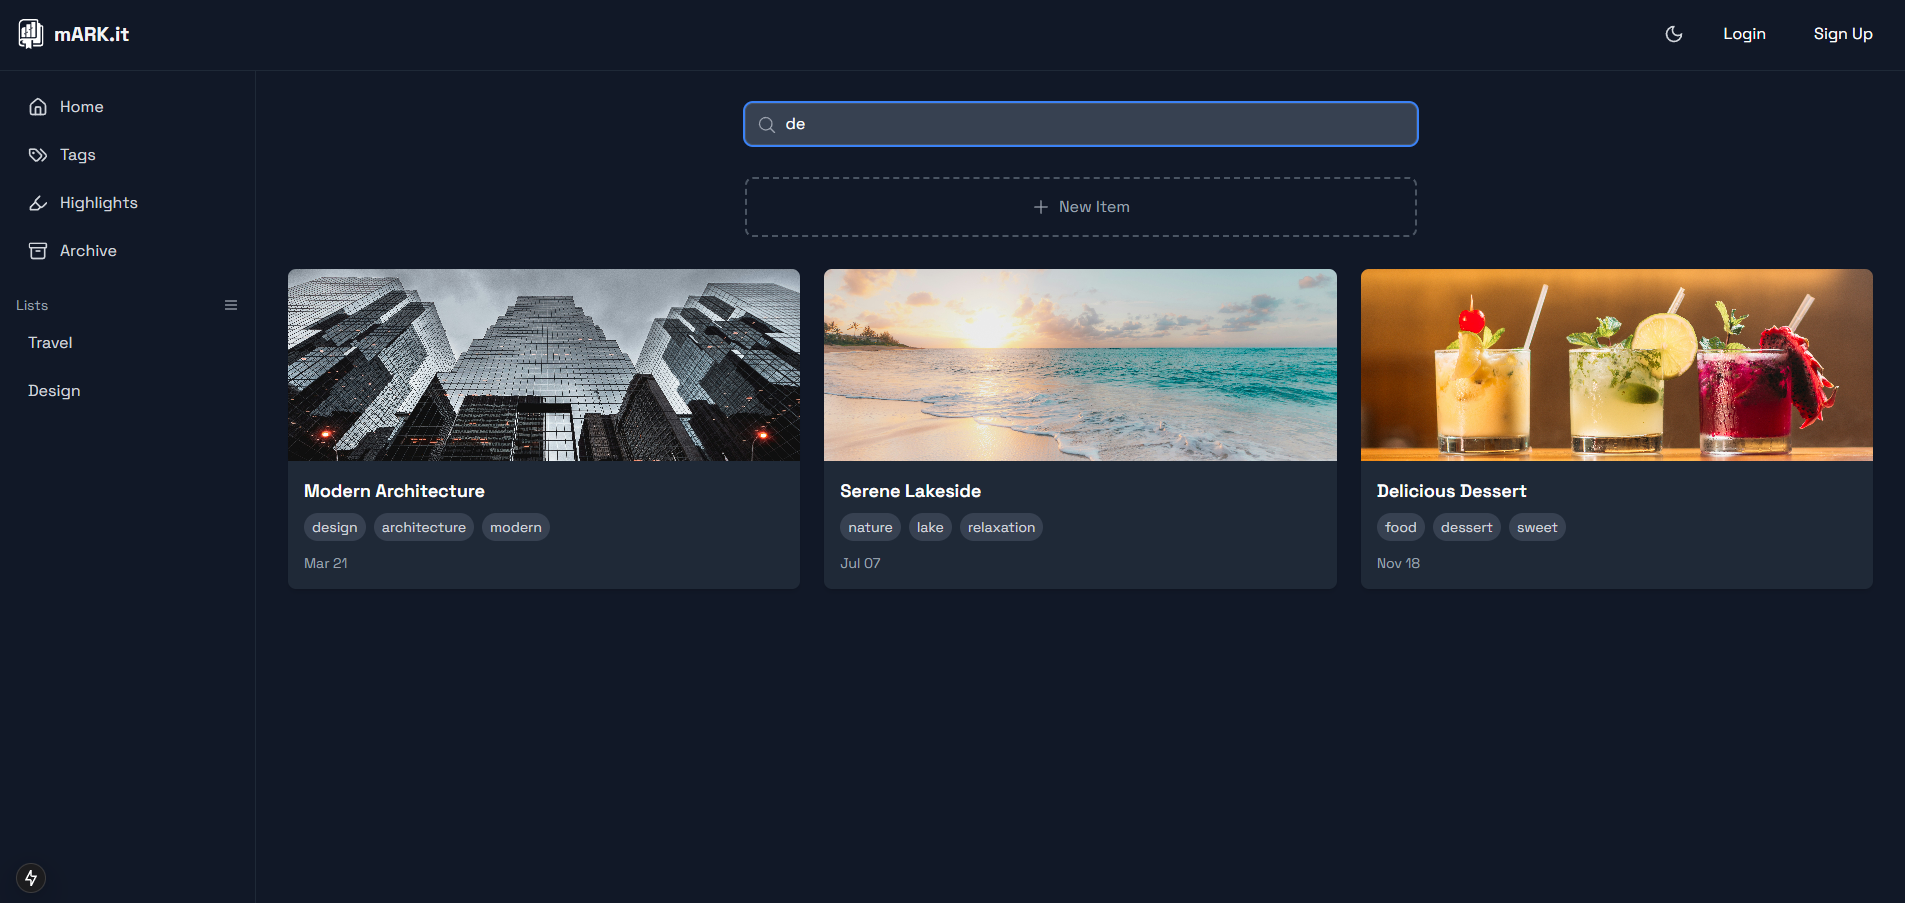 mARK.it
Login
Sign Up
Home
Tags
Highlights
Archive
Lists
Travel
Design
de
New Item
Modern Architecture
design architecture modern
Mar 21
Serene Lakeside
nature lake relaxation
Jul 07
Delicious Dessert
food dessert sweet
Nov 18